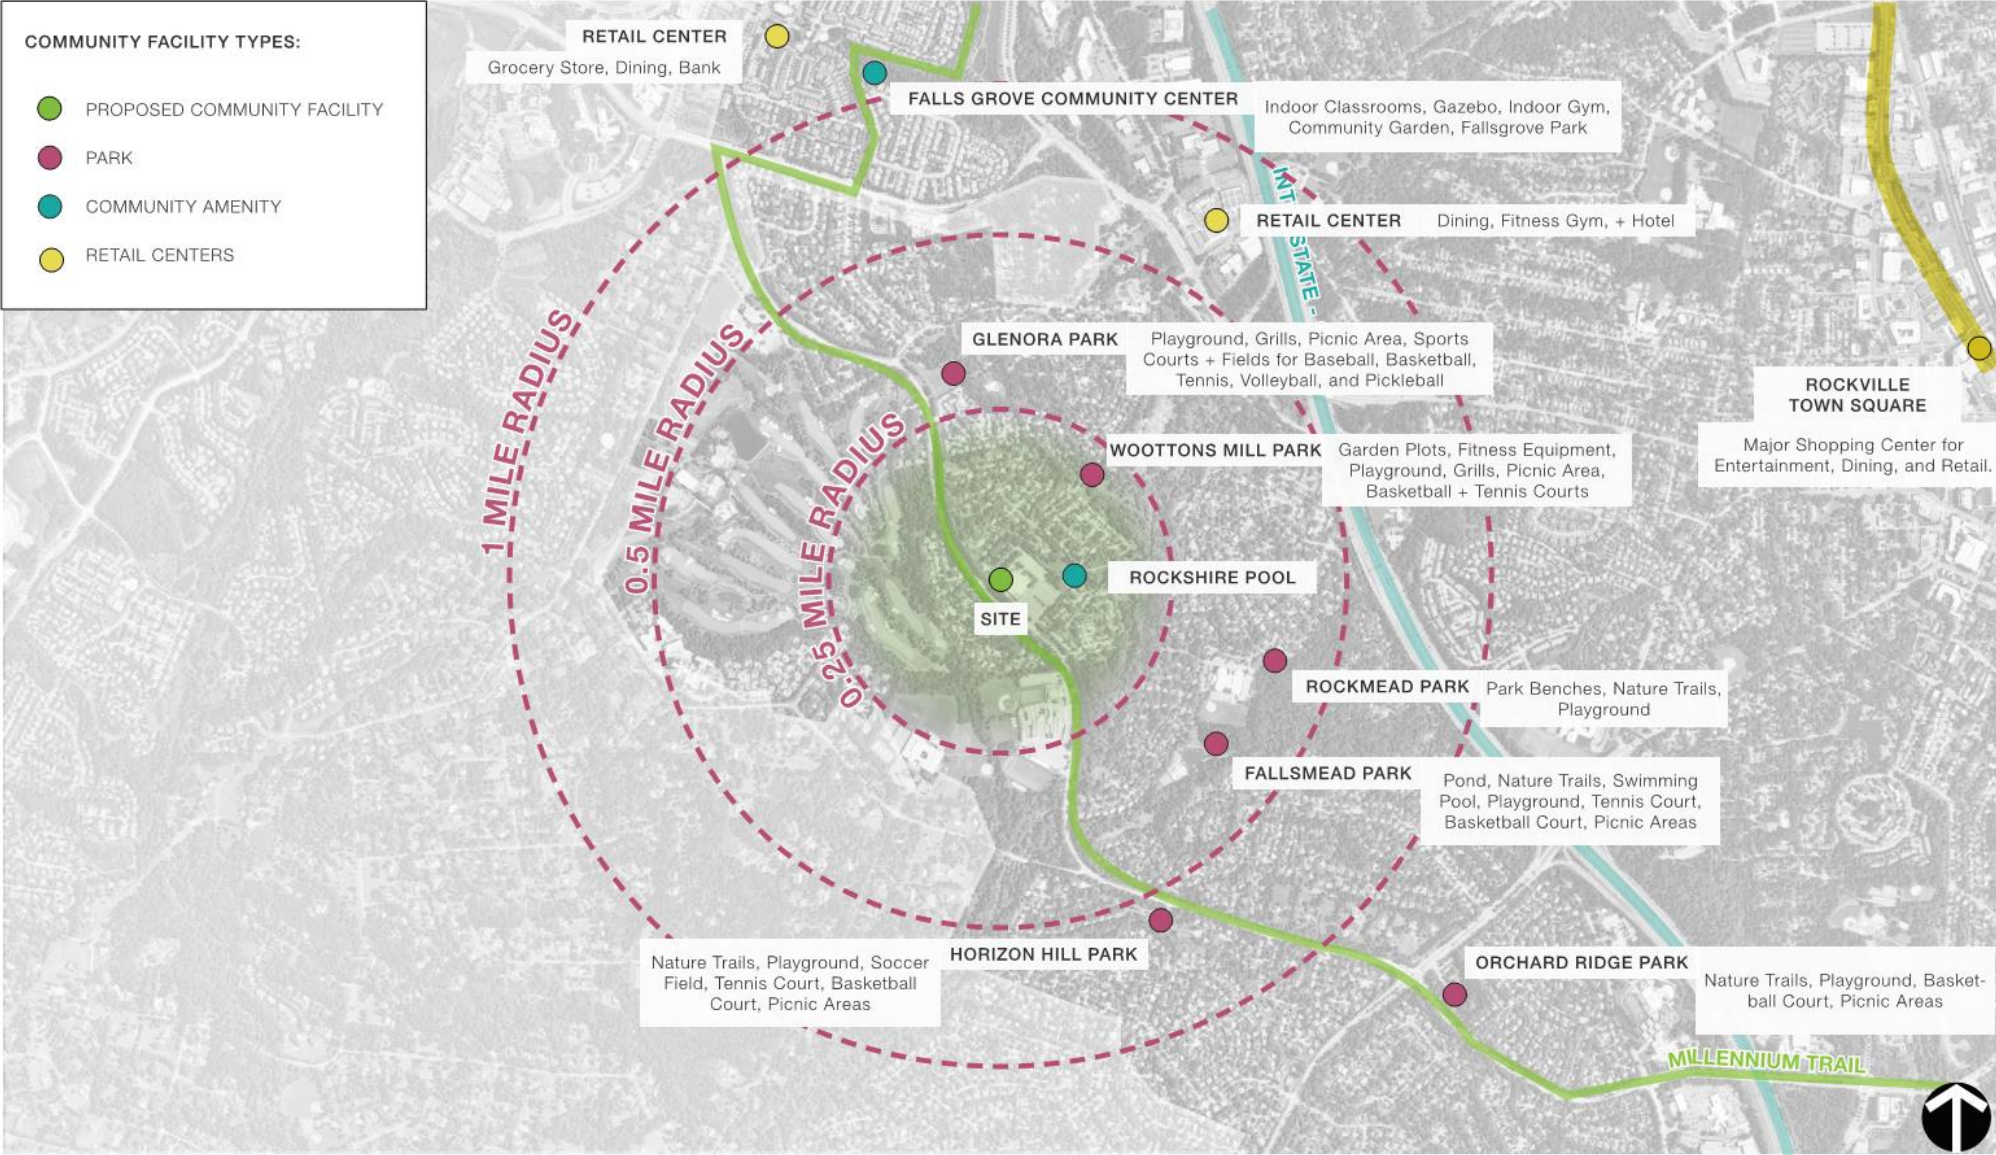 COMMUNITY FACILITY TYPES:
PROPOSED COMMUNITY FACILITY
PARK
COMMUNITY AMENITY
RETAIL CENTERS
RETAIL CENTER
Grocery Store, Dining, Bank
FALLS GROVE COMMUNITY CENTER
Indoor Classrooms, Gazebo, Indoor Gym,
Community Garden, Fallsgrove Park
RETAIL CENTER
Dining, Fitness Gym, + Hotel
INT STATE -
1 MILE RADIUS
0.5 MILE RADIUS
0.25 MILE RADIUS
GLENORA PARK
Playground, Grills, Picnic Area, Sports
Courts + Fields for Baseball, Basketball,
Tennis, Volleyball, and Pickleball
ROCKVILLE
TOWN SQUARE
Major Shopping Center for
Entertainment, Dining, and Retail.
WOOTTONS MILL PARK
Garden Plots, Fitness Equipment,
Playground, Grills, Picnic Area,
Basketball + Tennis Courts
ROCKSHIRE POOL
SITE
ROCKMEAD PARK
Park Benches, Nature Trails,
Playground
FALLSMEAD PARK
Pond, Nature Trails, Swimming
Pool, Playground, Tennis Court,
Basketball Court, Picnic Areas
HORIZON HILL PARK
Nature Trails, Playground, Soccer
Field, Tennis Court, Basketball
Court, Picnic Areas
ORCHARD RIDGE PARK
Nature Trails, Playground, Basket-
ball Court, Picnic Areas
MILLENNIUM TRAIL